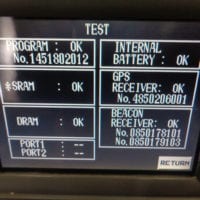 TEST
PROGRAM : OK
No.1451802012
※SRAM : OK
DRAM : OK
PORT1 : --
PORT2 : --
INTERNAL
BATTERY : OK
GPS
RECEIVER: OK
No.4850206001
BEACON
RECEIVER: OK
No.0850178101
No.0850179103
RETURN